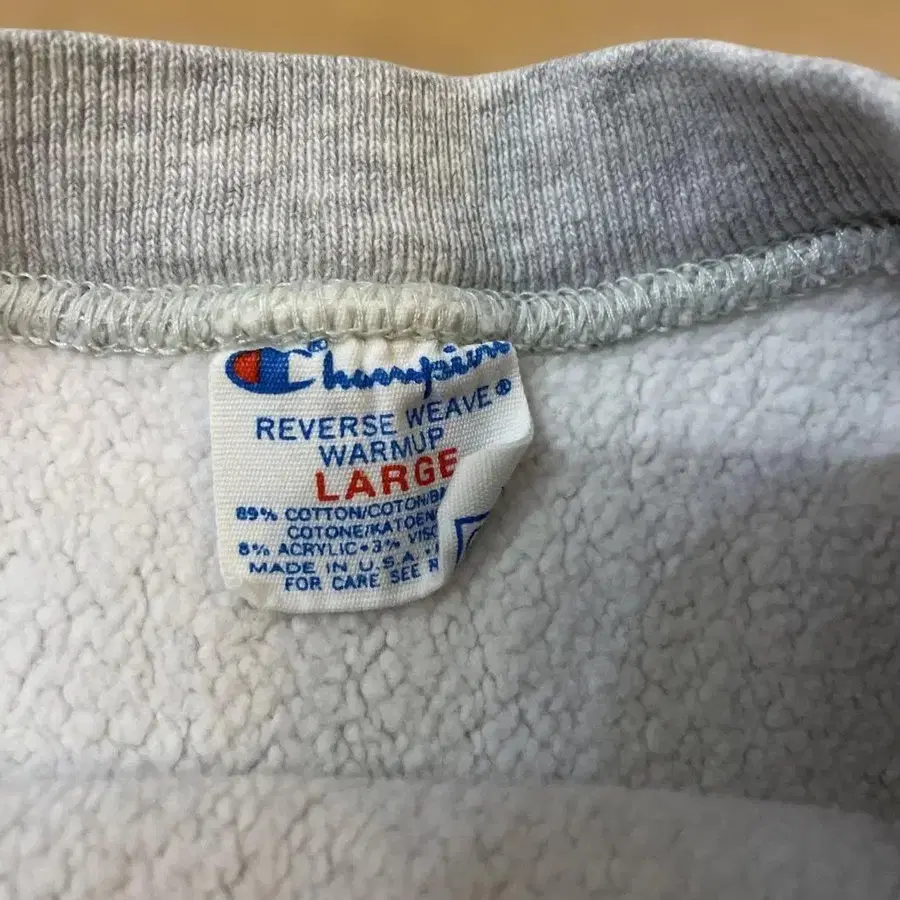 Champion
REVERSE WEAVE®
WARMUP
LARGE
89% COTTON/COTON/BA
COTONE/KATOEN
8% ACRYLIC•3% VISC
MADE IN U.S.A.
FOR CARE SEE R